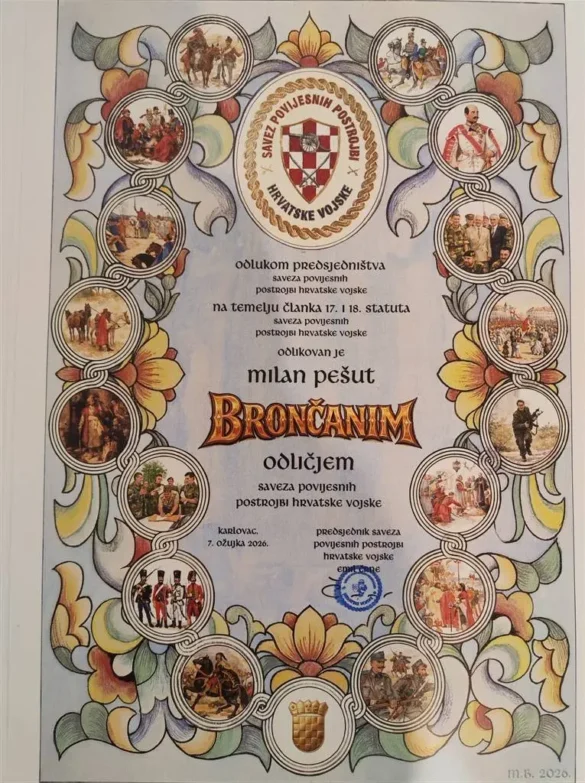 SAVEZ POVIJESNIH POSTROJBI
HRVATSKE VOJSKE
odlukom predsjedništva
saveza povijesnih
postrojbi hrvatske vojske
na temelju članka 17. i 18. statuta
saveza povijesnih
postrojbi hrvatske vojske
odlikovan je
milan pešut
BRONČANIM
odličjem
saveza povijesnih
postrojbi hrvatske vojske
karlovac.
7. ožujka 2026.
predsjednik saveza
povijesnih postrojbi
hrvatske vojske
M.B. 2026.